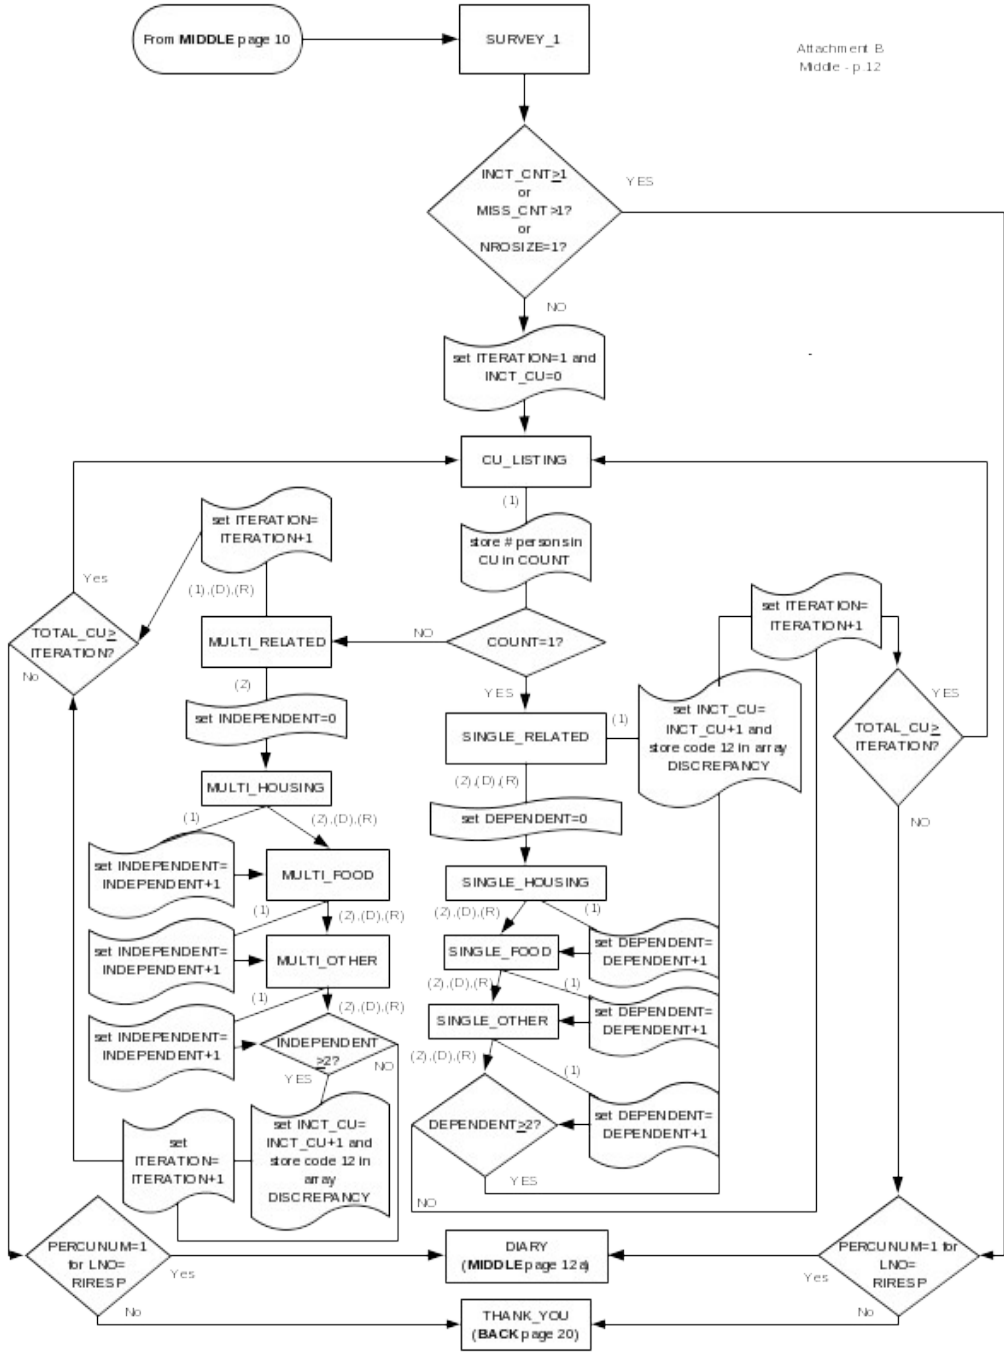 From MIDDLE page 10
SURVEY_1
Attachment B
Middle - p.12
INCT_CNT≥1
or
MISS_CNT>1?
or
NROSIZE=1?
YES
NO
set ITERATION=1 and
INCT_CU=0
CU_LISTING
(1)
store # persons in
CU in COUNT
set ITERATION=
ITERATION+1
(1),(D),(R)
Yes
TOTAL_CU≥
ITERATION?
No
MULTI_RELATED
NO
COUNT=1?
YES
set ITERATION=
ITERATION+1
(2)
set INDEPENDENT=0
SINGLE_RELATED
(1)
set INCT_CU=
INCT_CU+1 and
store code 12 in array
DISCREPANCY
YES
TOTAL_CU≥
ITERATION?
NO
MULTI_HOUSING
(2),(D),(R)
set DEPENDENT=0
(1)
(2),(D),(R)
set INDEPENDENT=
INDEPENDENT+1
MULTI_FOOD
SINGLE_HOUSING
(1)
(2),(D),(R)
(2),(D),(R)
(1)
set INDEPENDENT=
INDEPENDENT+1
MULTI_OTHER
SINGLE_FOOD
set DEPENDENT=
DEPENDENT+1
(1)
(2),(D),(R)
(2),(D),(R)
(1)
set INDEPENDENT=
INDEPENDENT+1
INDEPENDENT
≥2?
YES
NO
SINGLE_OTHER
set DEPENDENT=
DEPENDENT+1
(2),(D),(R)
(1)
set
ITERATION=
ITERATION+1
set INCT_CU=
INCT_CU+1 and
store code 12 in
array
DISCREPANCY
DEPENDENT≥2?
set DEPENDENT=
DEPENDENT+1
YES
NO
PERCUNUM=1
for LNO=
RIRESP
Yes
No
DIARY
(MIDDLE page 12a)
PERCUNUM=1 for
LNO=
RIRESP
Yes
No
THANK_YOU
(BACK page 20)